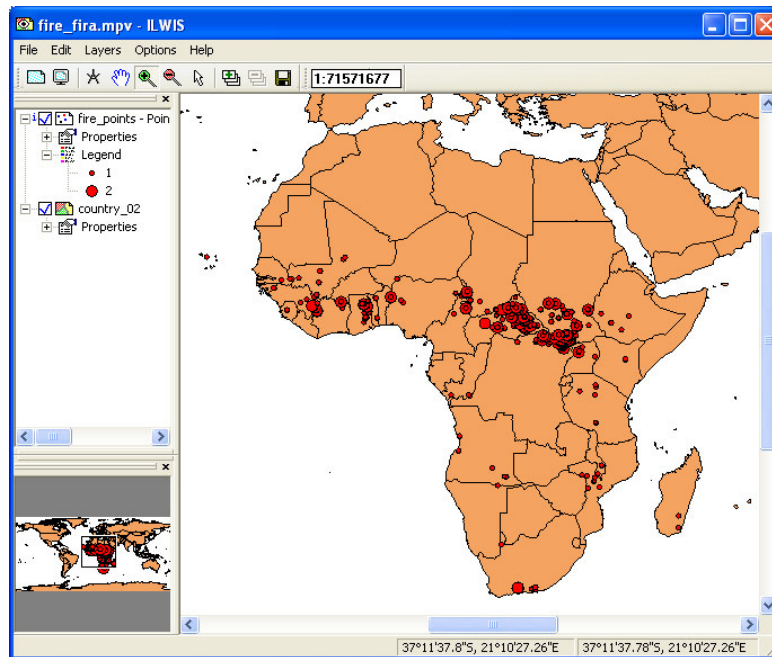 fire_fira.mpv - ILWIS
File Edit Layers Options Help
1:71571677
fire_points - Poin
Properties
Legend
1
2
country_02
Properties
37°11'37.8"S, 21°10'27.26"E 37°11'37.78"S, 21°10'27.26"E